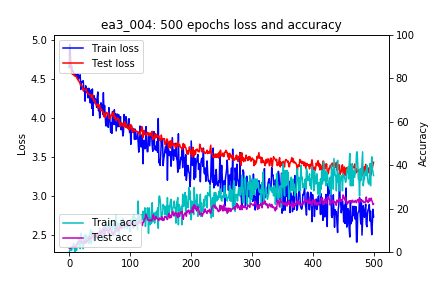 ea3_004: 500 epochs loss and accuracy
5.0
4.5
4.0
3.5
3.0
2.5
Loss
Train loss
Test loss
Train acc
Test acc
0
100
200
300
400
500
100
80
60
40
20
0
Accuracy